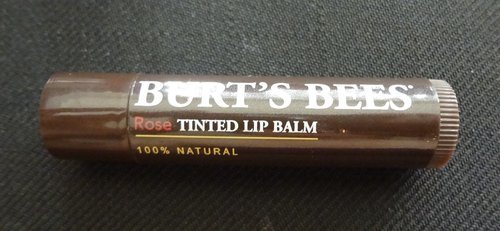 BURT'S BEES®
Rose TINTED LIP BALM
100% NATURAL